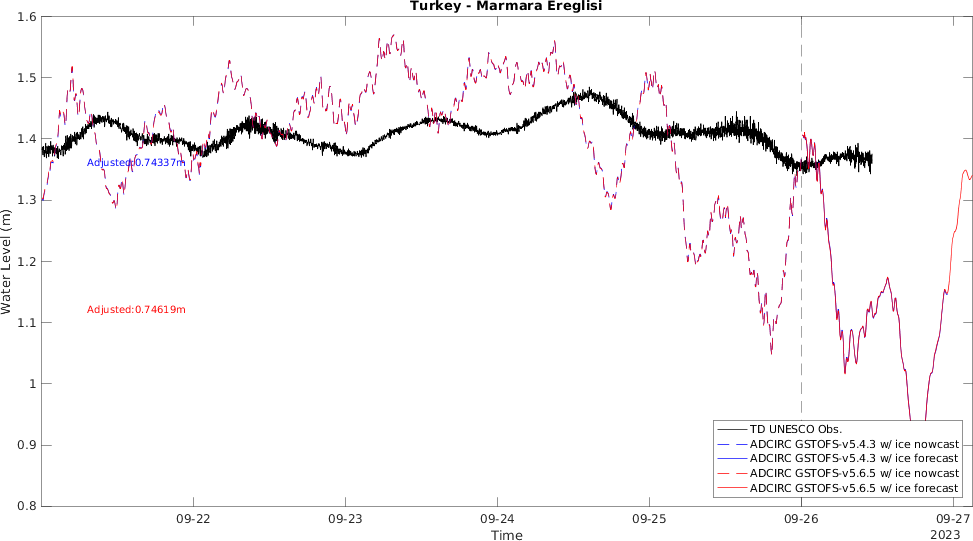 Turkey - Marmara Ereglisi
1.6
1.5
1.4
1.3
1.2
1.1
1
0.9
0.8
Water Level (m)
Adjusted:0.74337m
Adjusted:0.74619m
TD UNESCO Obs.
ADCIRC GSTOFS-v5.4.3 w/ ice nowcast
ADCIRC GSTOFS-v5.4.3 w/ ice forecast
ADCIRC GSTOFS-v5.6.5 w/ ice nowcast
ADCIRC GSTOFS-v5.6.5 w/ ice forecast
09-22
09-23
09-24
09-25
09-26
09-27
Time
2023